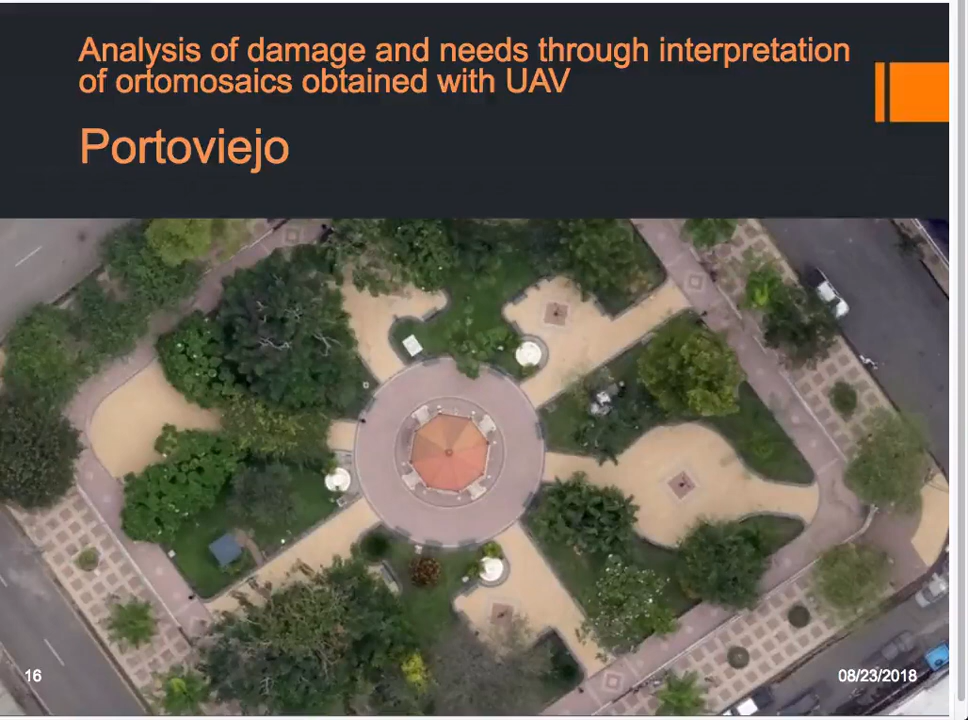 Analysis of damage and needs through interpretation
of ortomosaics obtained with UAV
Portoviejo
16
08/23/2018